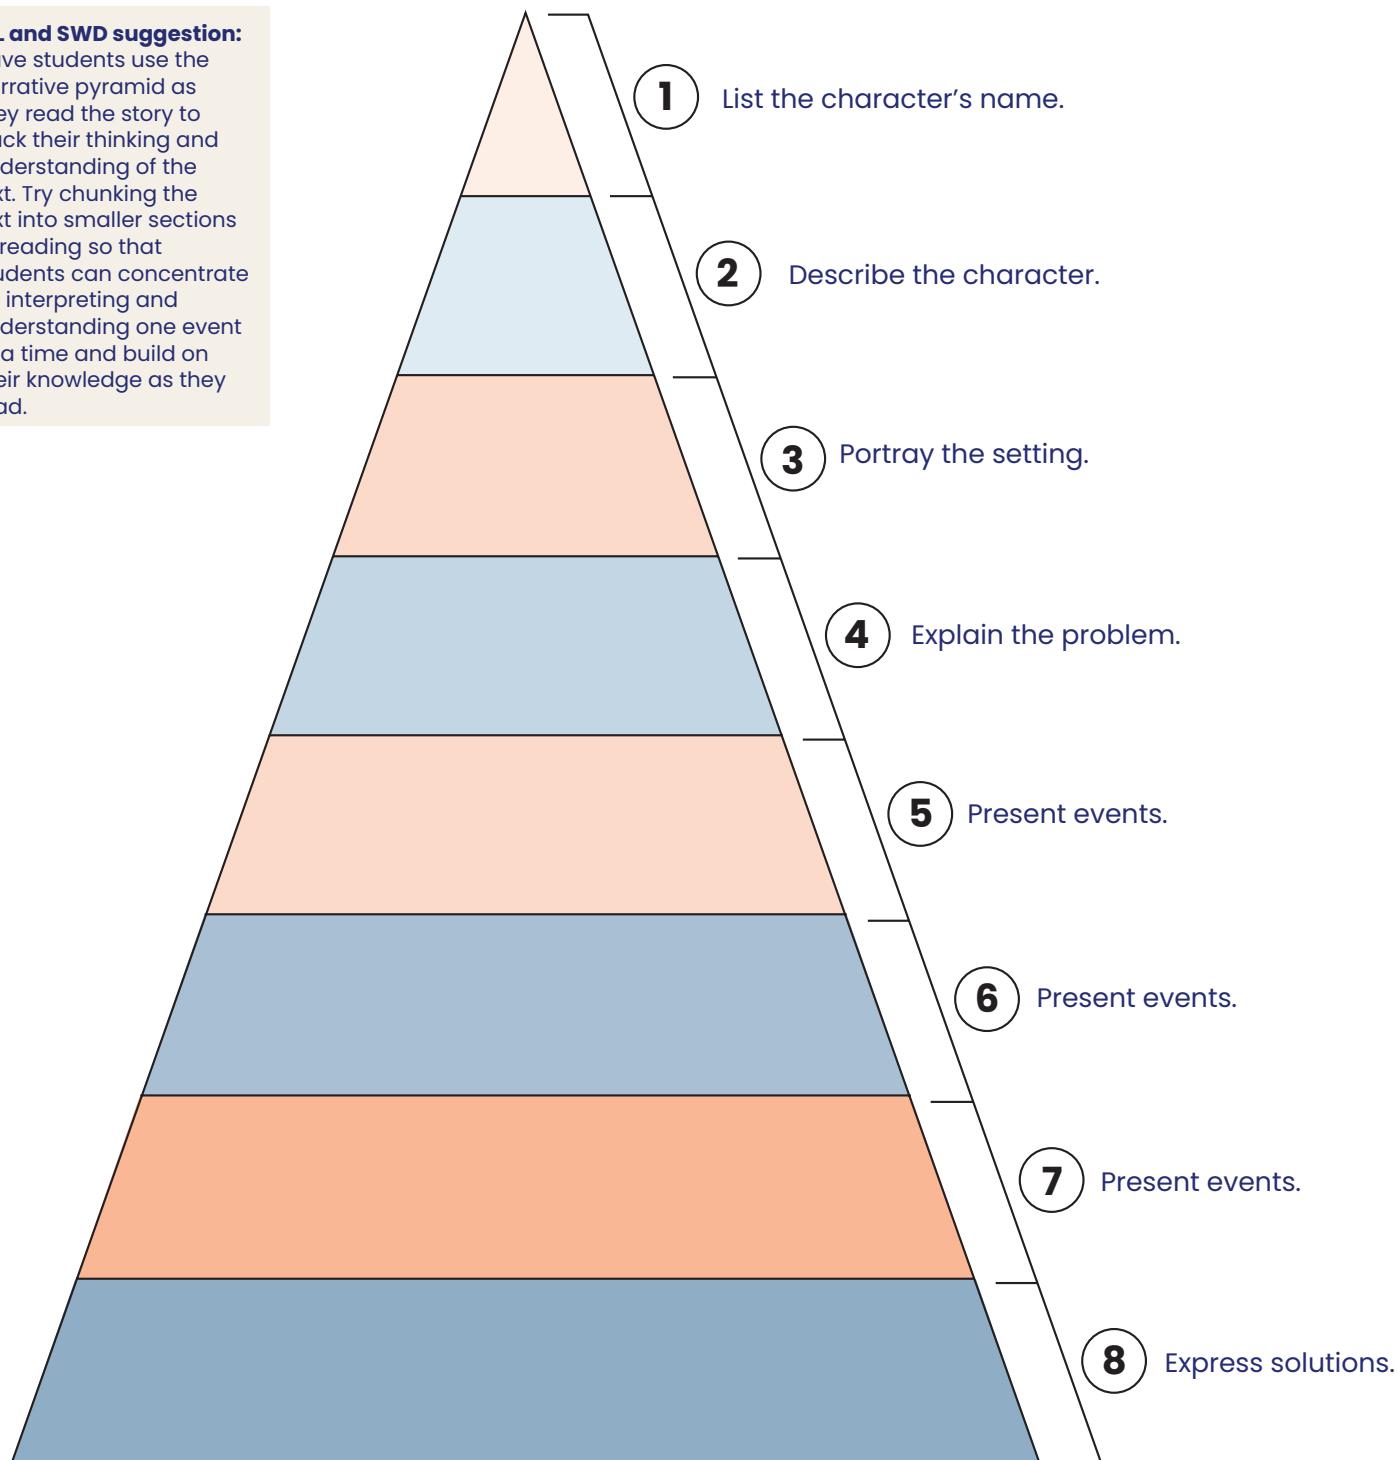 L and SWD suggestion:
ve students use the
rrative pyramid as
ey read the story to
ck their thinking and
derstanding of the
xt. Try chunking the
xt into smaller sections
reading so that
udents can concentrate
interpreting and
derstanding one event
a time and build on
eir knowledge as they
ad.
1 List the character’s name.
2 Describe the character.
3 Portray the setting.
4 Explain the problem.
5 Present events.
6 Present events.
7 Present events.
8 Express solutions.